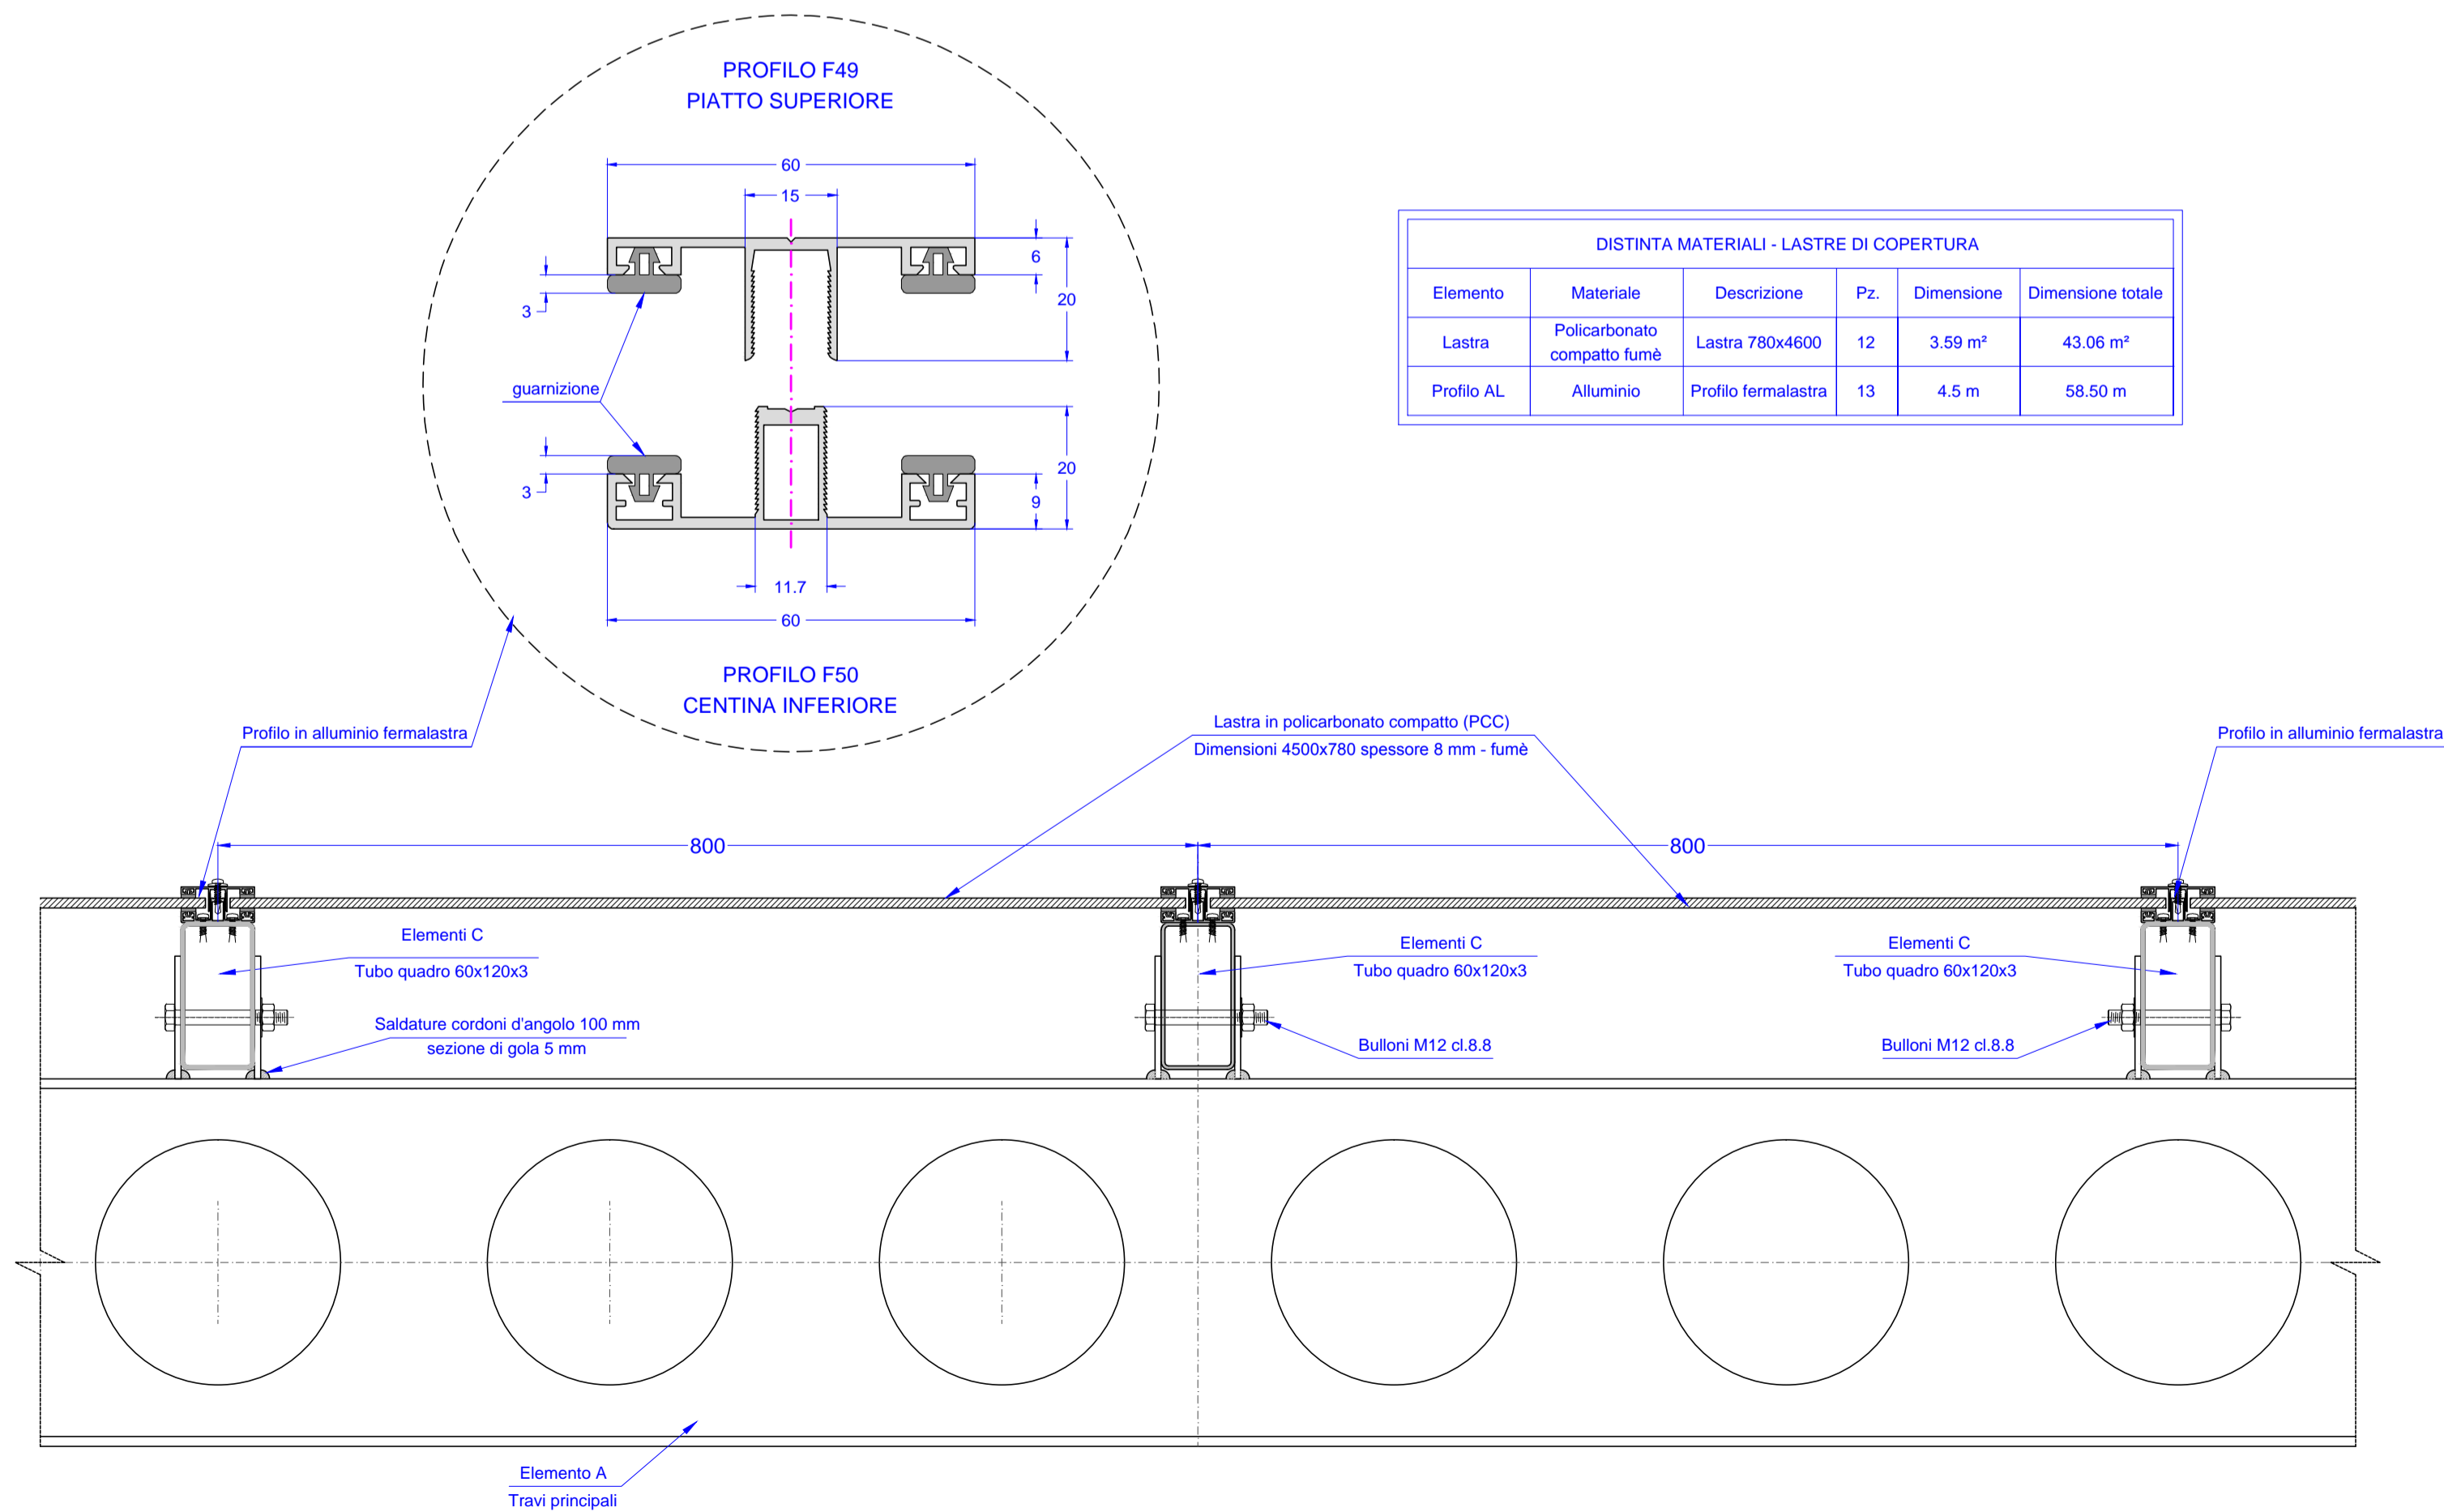 PROFILO F49
PIATTO SUPERIORE
60
15
6
20
3
guarnizione
3
20
9
11.7
60
PROFILO F50
CENTINA INFERIORE
DISTINTA MATERIALI - LASTRE DI COPERTURA
Elemento Materiale Descrizione Pz. Dimensione Dimensione totale
Lastra Policarbonato compatto fumè Lastra 780x4600 12 3.59 m² 43.06 m²
Profilo AL Alluminio Profilo fermalastra 13 4.5 m 58.50 m
Profilo in alluminio fermalastra
Lastra in policarbonato compatto (PCC)
Dimensioni 4500x780 spessore 8 mm - fumè
Profilo in alluminio fermalastra
800
800
Elementi C
Tubo quadro 60x120x3
Elementi C
Tubo quadro 60x120x3
Elementi C
Tubo quadro 60x120x3
Saldature cordoni d'angolo 100 mm
sezione di gola 5 mm
Bulloni M12 cl.8.8
Bulloni M12 cl.8.8
Elemento A
Travi principali